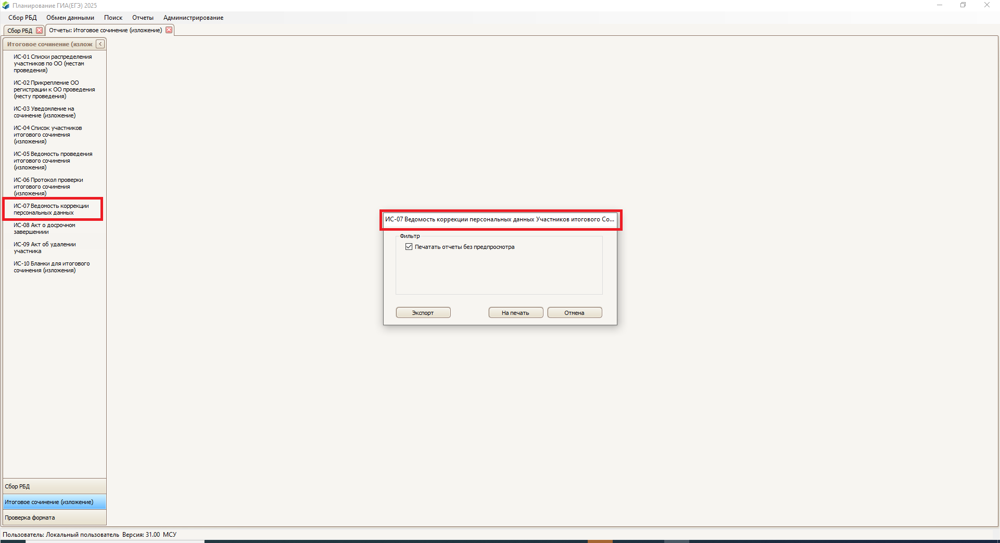 Планирование ГИА(ЕГЭ) 2025
Сбор РБД Обмен данными Поиск Отчеты Администрирование
Сбор РБД Отчеты: Итоговое сочинение (изложение)
Итоговое сочинение (излож
ИС-01 Списки распределения
участников по ОО (местам
проведения)
ИС-02 Прикрепление ОО
регистрации к ОО проведения
(месту проведения)
ИС-03 Уведомление на
сочинение (изложение)
ИС-04 Список участников
итогового сочинения
(изложения)
ИС-05 Ведомость проведения
итогового сочинения
(изложения)
ИС-06 Протокол проверки
итогового сочинения
(изложения)
ИС-07 Ведомость коррекции
персональных данных
ИС-08 Акт о досрочном
завершениии
ИС-09 Акт об удалении
участника
ИС-10 Бланки для итогового
сочинения (изложения)
ИС-07 Ведомость коррекции персональных данных Участников итогового Со...
Фильтр
Печатать отчеты без предпросмотра
Экспорт На печать Отмена
Сбор РБД
Итоговое сочинение (изложение)
Проверка формата
Пользователь: Локальный пользователь Версия: 31.00 МСУ